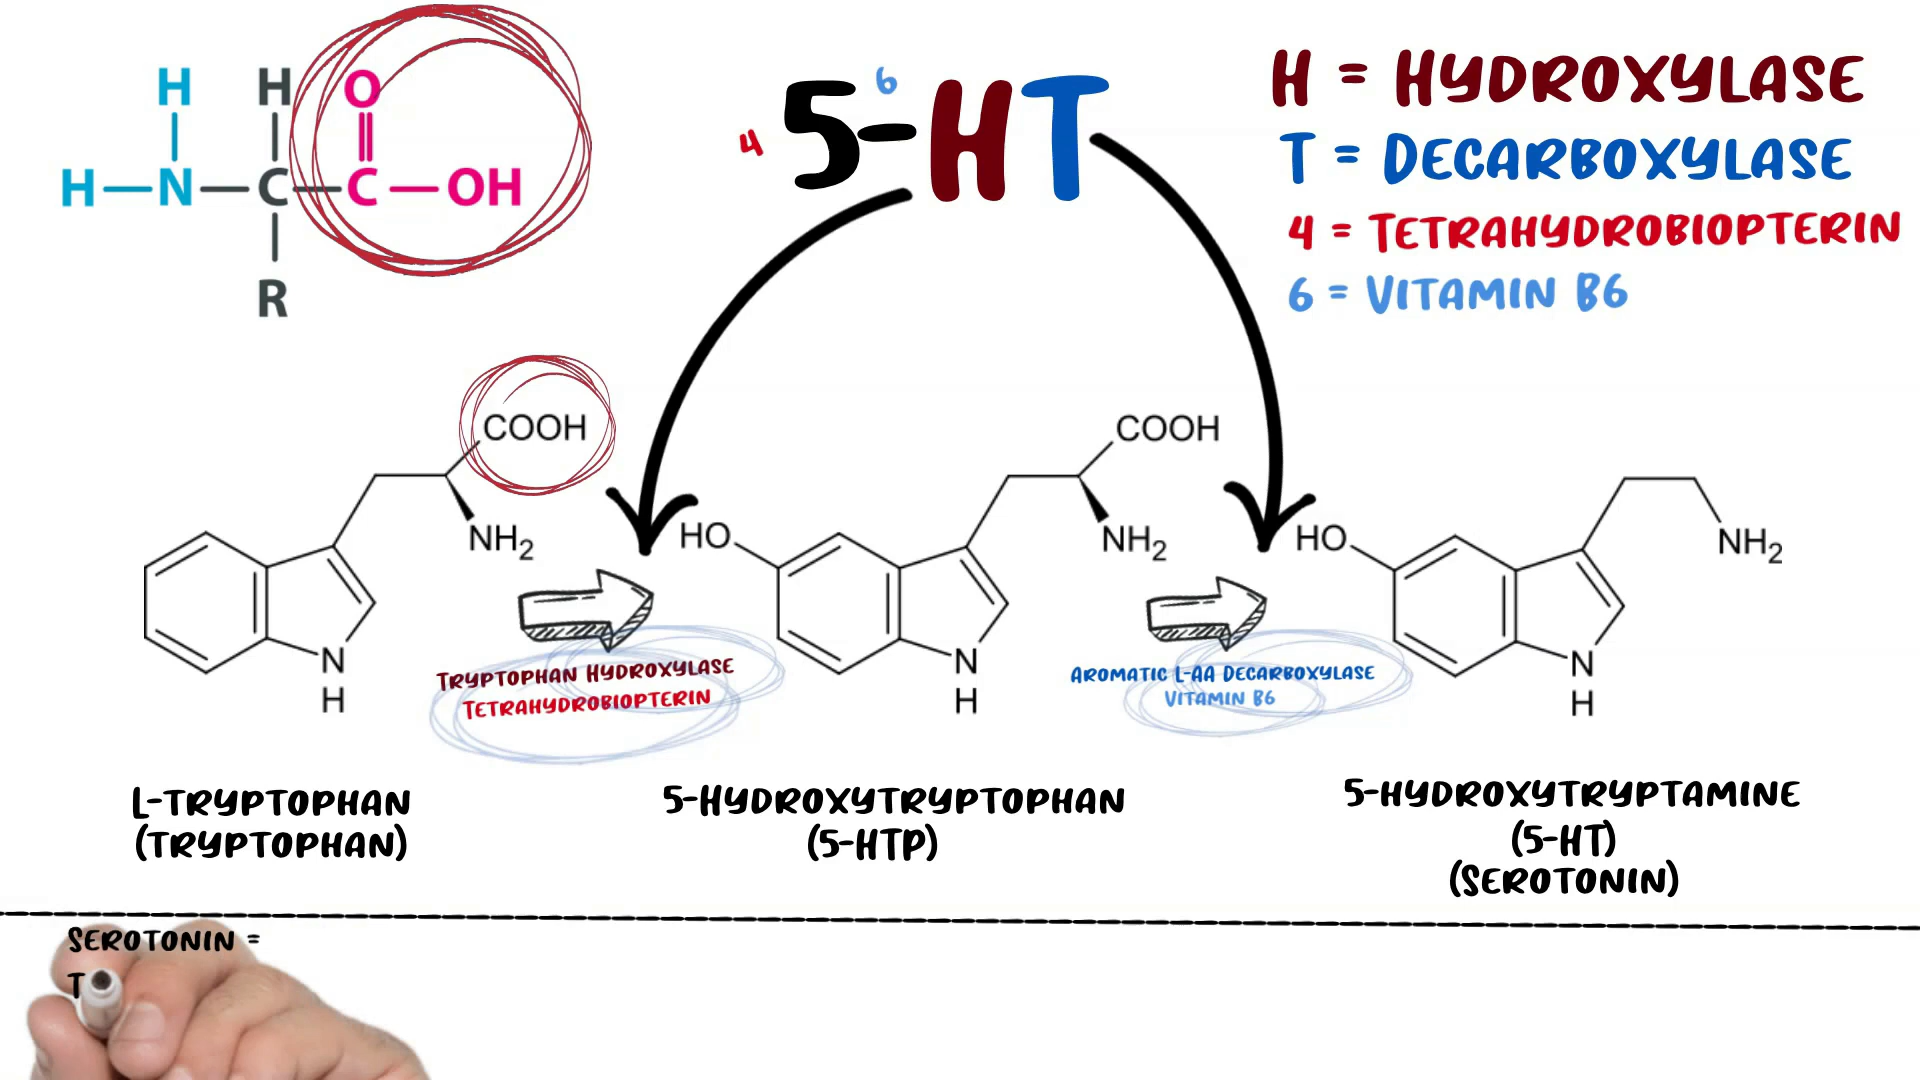 H H O
H N C C OH
R
4 5 6 - HT
H = HYDROXYLASE
T = DECARBOXYLASE
4 = TETRAHYDROBIOPTERIN
6 = VITAMIN B6
COOH
NH2
N
H
TRYPTOPHAN HYDROXYLASE
TETRAHYDROBIOPTERIN
HO
COOH
NH2
N
H
AROMATIC L-AA DECARBOXYLASE
VITAMIN B6
HO
NH2
N
H
L-TRYPTOPHAN
(TRYPTOPHAN)
5-HYDROXYTRYPTOPHAN
(5-HTP)
5-HYDROXYTRYPTAMINE
(5-HT)
(SEROTONIN)
SEROTONIN =
T